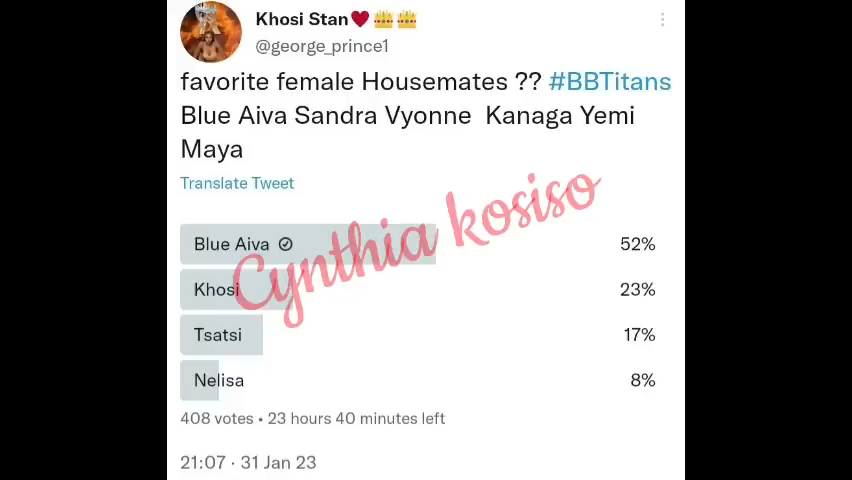 Khosi Stan❤️👑👑
@george_prince1
favorite female Housemates ?? #BBTitans
Blue Aiva Sandra Vyonne Kanaga Yemi
Maya
Translate Tweet
Cynthia kosiso
Blue Aiva 52%
Khosi 23%
Tsatsi 17%
Nelisa 8%
408 votes • 23 hours 40 minutes left
21:07 · 31 Jan 23